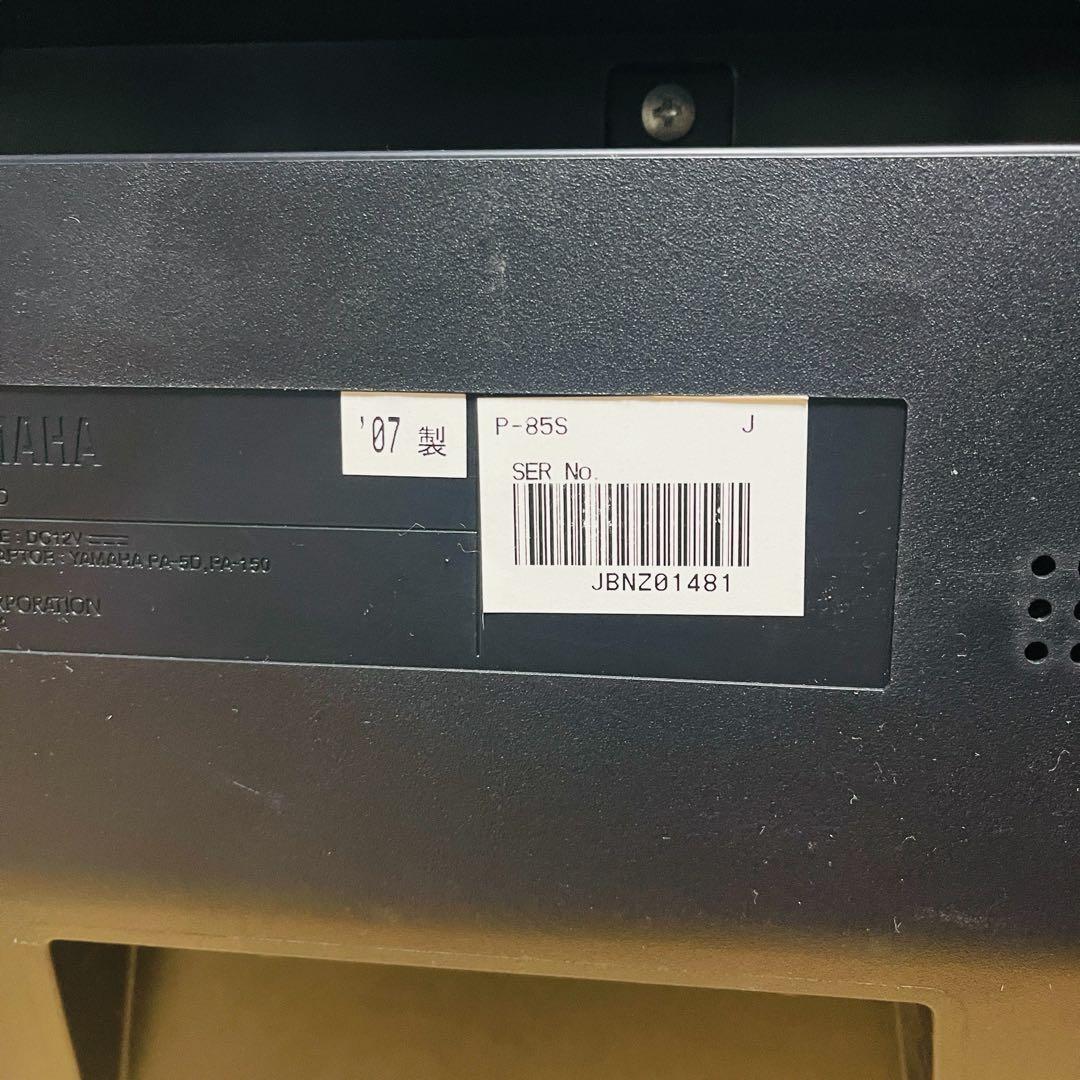 '07 製
P-85S J
SER No.
JBNZ01481
AMAHA
O
E : DC12V
APTOR : YAMAHA PA-5D, PA-150
RPORATION